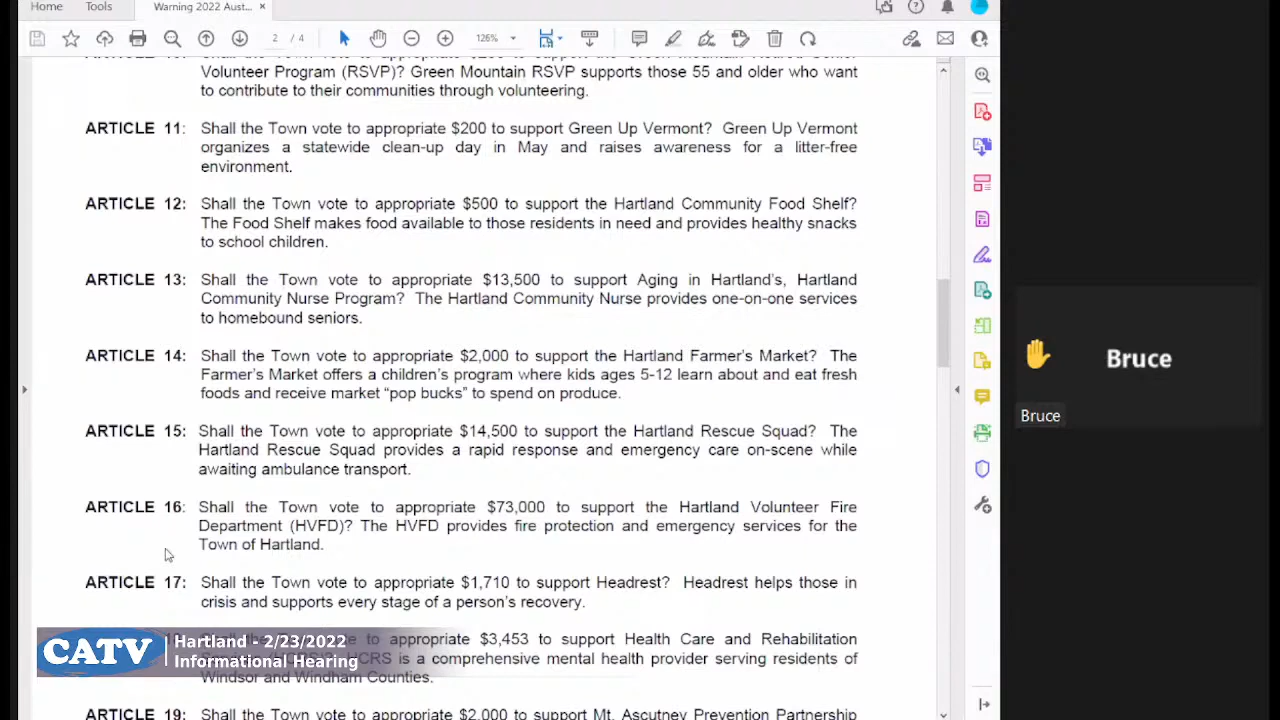 Home Tools Warning 2022 Aust... ×
2 / 4 126%
Volunteer Program (RSVP)? Green Mountain RSVP supports those 55 and older who want
to contribute to their communities through volunteering.
ARTICLE 11: Shall the Town vote to appropriate $200 to support Green Up Vermont? Green Up Vermont
organizes a statewide clean-up day in May and raises awareness for a litter-free
environment.
ARTICLE 12: Shall the Town vote to appropriate $500 to support the Hartland Community Food Shelf?
The Food Shelf makes food available to those residents in need and provides healthy snacks
to school children.
ARTICLE 13: Shall the Town vote to appropriate $13,500 to support Aging in Hartland's, Hartland
Community Nurse Program? The Hartland Community Nurse provides one-on-one services
to homebound seniors.
ARTICLE 14: Shall the Town vote to appropriate $2,000 to support the Hartland Farmer's Market? The
Farmer's Market offers a children's program where kids ages 5-12 learn about and eat fresh
foods and receive market “pop bucks” to spend on produce.
ARTICLE 15: Shall the Town vote to appropriate $14,500 to support the Hartland Rescue Squad? The
Hartland Rescue Squad provides a rapid response and emergency care on-scene while
awaiting ambulance transport.
ARTICLE 16: Shall the Town vote to appropriate $73,000 to support the Hartland Volunteer Fire
Department (HVFD)? The HVFD provides fire protection and emergency services for the
Town of Hartland.
ARTICLE 17: Shall the Town vote to appropriate $1,710 to support Headrest? Headrest helps those in
crisis and supports every stage of a person's recovery.
to appropriate $3,453 to support Health Care and Rehabilitation
HCRS is a comprehensive mental health provider serving residents of
Windsor and Windham Counties.
ARTICLE 19: Shall the Town vote to appropriate $2,000 to support Mt. Ascutney Prevention Partnership
CATV
Hartland - 2/23/2022
Informational Hearing
Bruce
Bruce